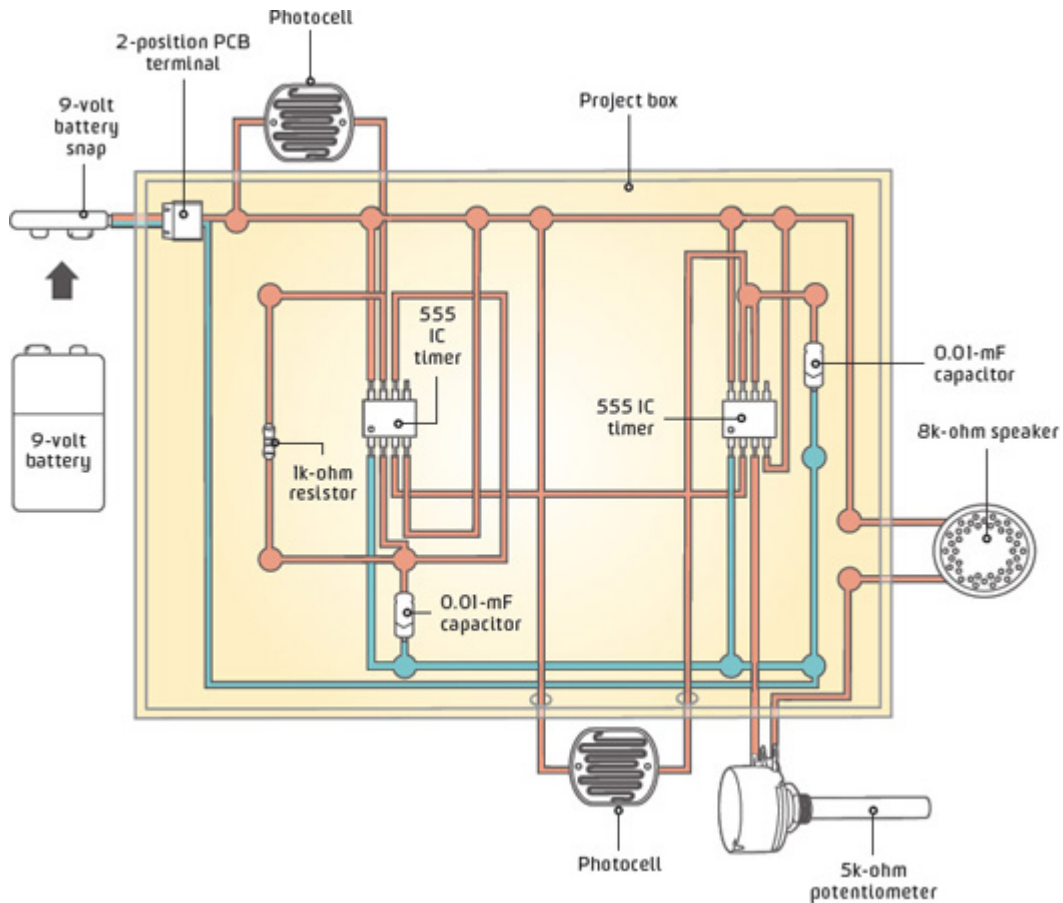 Photocell
2-position PCB
terminal
9-volt
battery
snap
Project box
555
IC
timer
0.01-mF
capacitor
555 IC
timer
8k-ohm speaker
9-volt
battery
1k-ohm
resistor
0.01-mF
capacitor
Photocell
5k-ohm
potentiometer